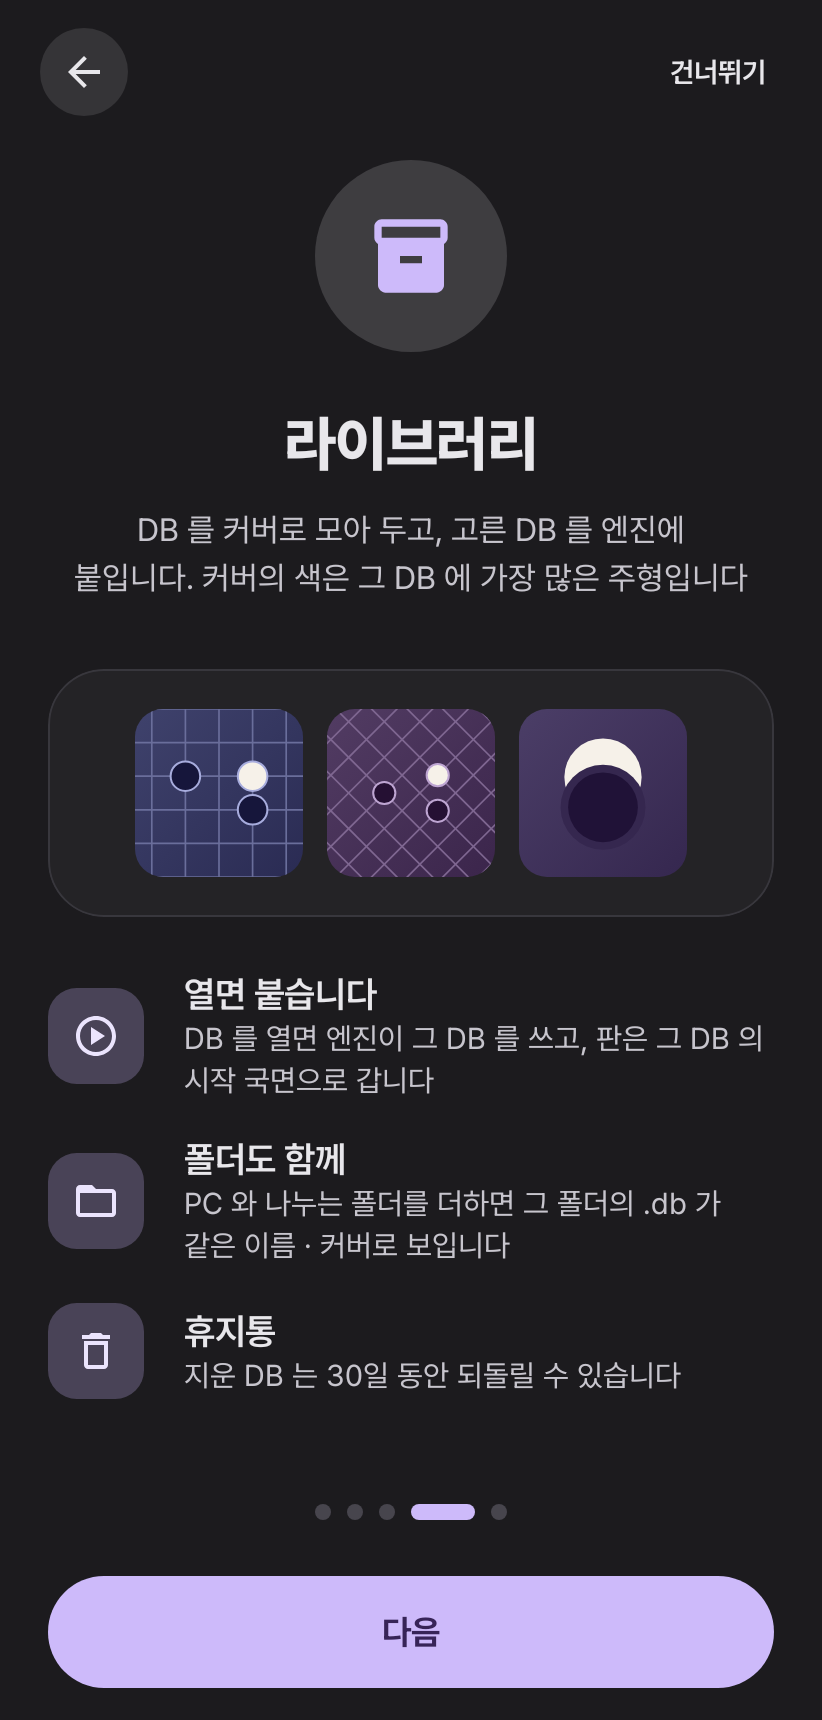 건너뛰기
라이브러리
DB 를 커버로 모아 두고, 고른 DB 를 엔진에
붙입니다. 커버의 색은 그 DB 에 가장 많은 주형입니다
열면 붙습니다
DB 를 열면 엔진이 그 DB 를 쓰고, 판은 그 DB 의
시작 국면으로 갑니다
폴더도 함께
PC 와 나누는 폴더를 더하면 그 폴더의 .db 가
같은 이름 · 커버로 보입니다
휴지통
지운 DB 는 30일 동안 되돌릴 수 있습니다
다음